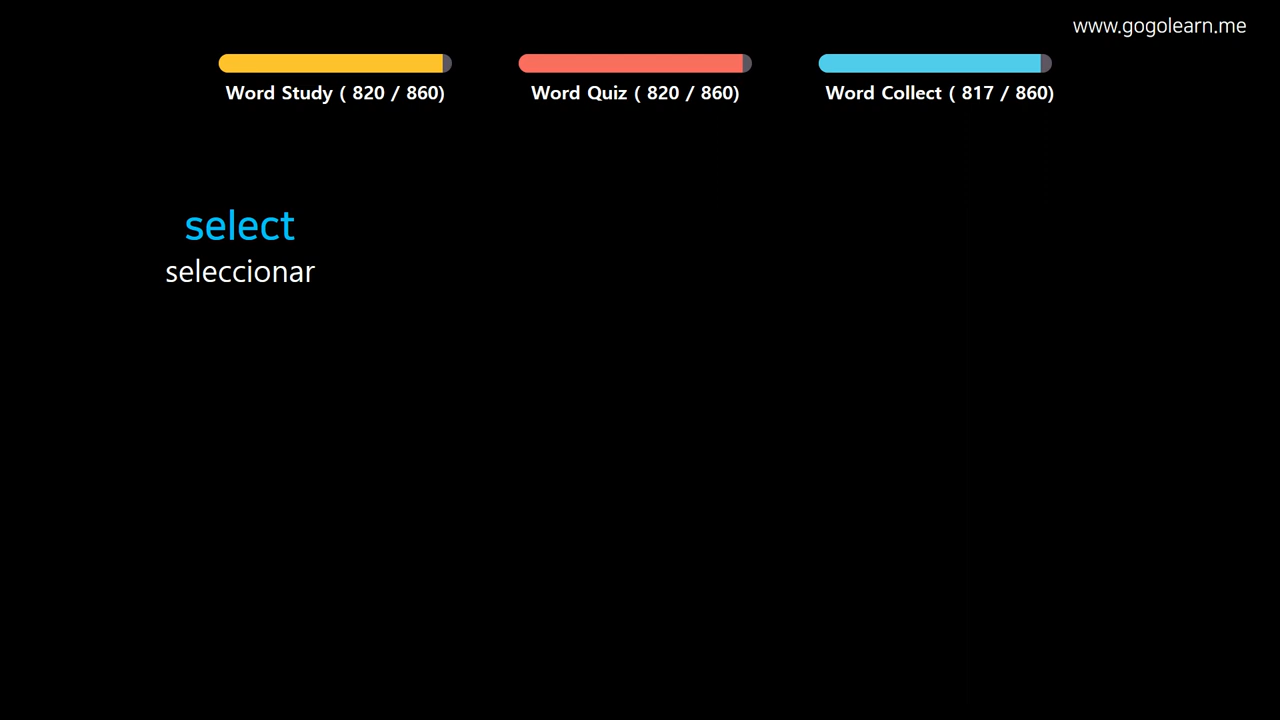 www.gogolearn.me
Word Study ( 820 / 860)
Word Quiz ( 820 / 860)
Word Collect ( 817 / 860)
select
seleccionar